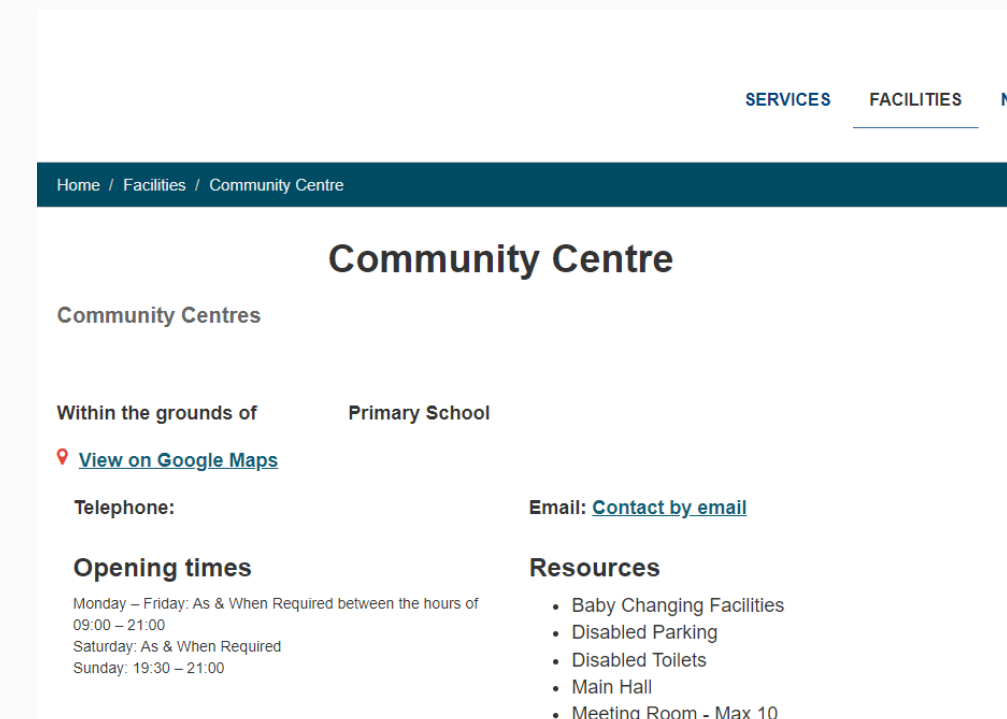 SERVICES FACILITIES
Home / Facilities / Community Centre
Community Centre
Community Centres
Within the grounds of Primary School
View on Google Maps
Telephone:
Email: Contact by email
Opening times
Monday – Friday: As & When Required between the hours of
09:00 – 21:00
Saturday: As & When Required
Sunday: 19:30 – 21:00
Resources
• Baby Changing Facilities
• Disabled Parking
• Disabled Toilets
• Main Hall
• Meeting Room - Max 10